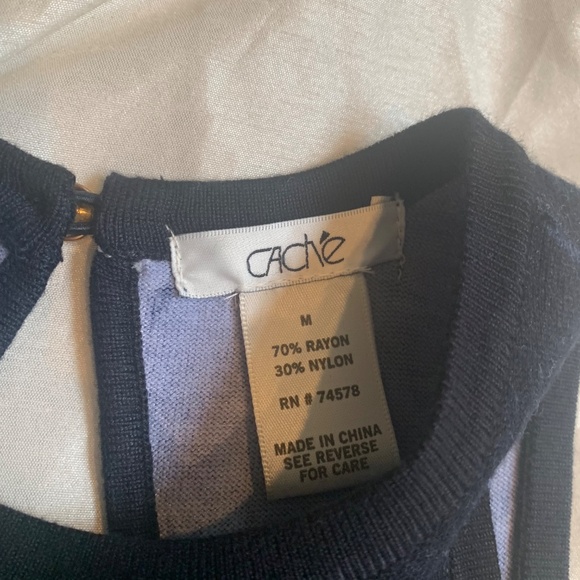 CAChé
M
70% RAYON
30% NYLON
RN # 74578
MADE IN CHINA
SEE REVERSE
FOR CARE